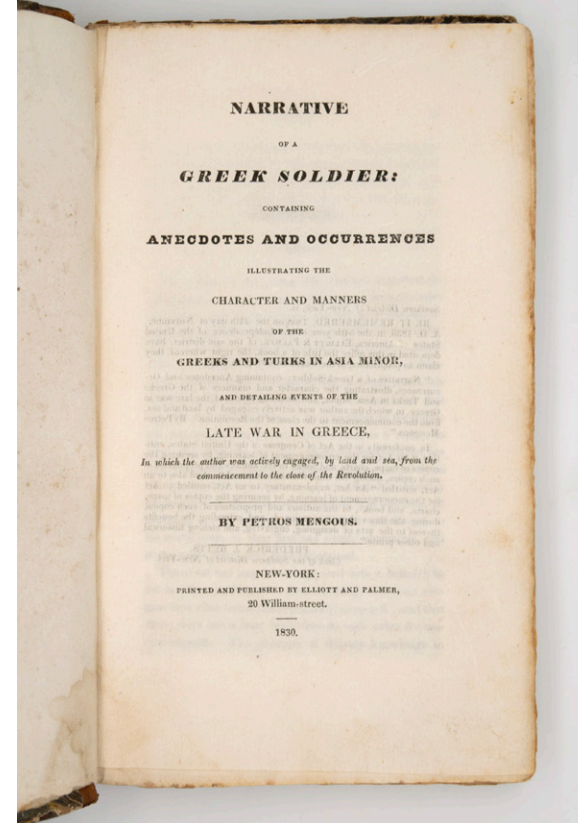 NARRATIVE
OF A
GREEK SOLDIER:
CONTAINING
ANECDOTES AND OCCURRENCES
ILLUSTRATING THE
CHARACTER AND MANNERS
OF THE
GREEKS AND TURKS IN ASIA MINOR,
AND DETAILING EVENTS OF THE
LATE WAR IN GREECE,
In which the author was actively engaged, by land and sea, from the
commencement to the close of the Revolution.
BY PETROS MENGOUS.
NEW-YORK:
PRINTED AND PUBLISHED BY ELLIOTT AND PALMER,
20 William-street.
1830.